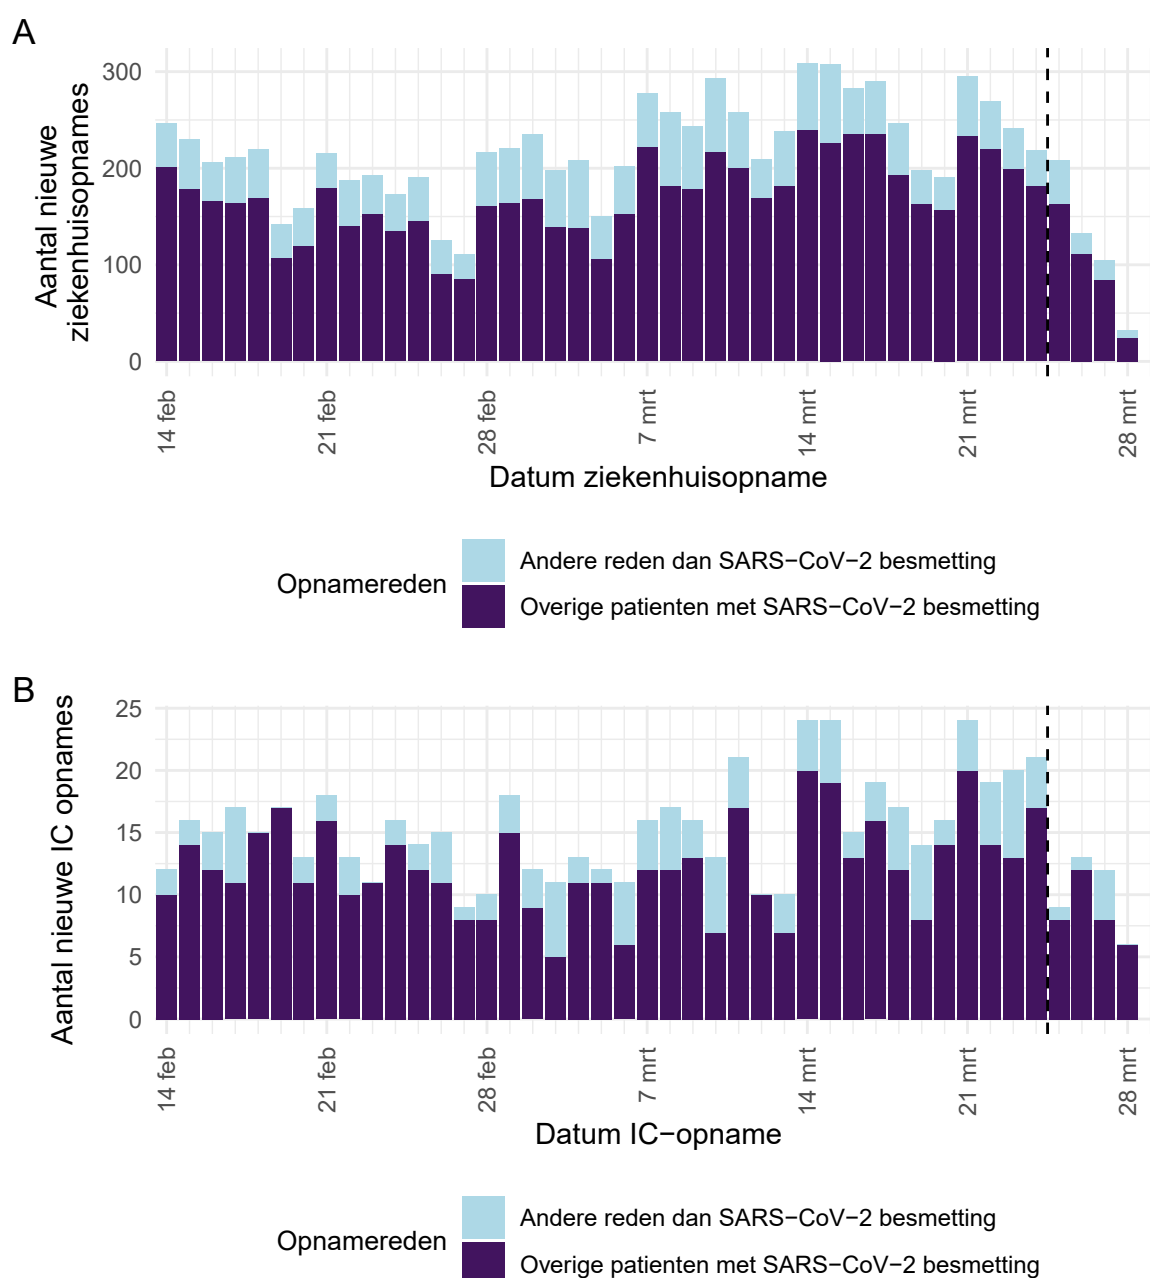 A
Aantal nieuwe
ziekenhuisopnames
300
200
100
0
14 feb
21 feb
28 feb
7 mrt
14 mrt
21 mrt
28 mrt
Datum ziekenhuisopname
Opnamereden
Andere reden dan SARS−CoV−2 besmetting
Overige patienten met SARS−CoV−2 besmetting
B
Aantal nieuwe IC opnames
25
20
15
10
5
0
14 feb
21 feb
28 feb
7 mrt
14 mrt
21 mrt
28 mrt
Datum IC−opname
Opnamereden
Andere reden dan SARS−CoV−2 besmetting
Overige patienten met SARS−CoV−2 besmetting